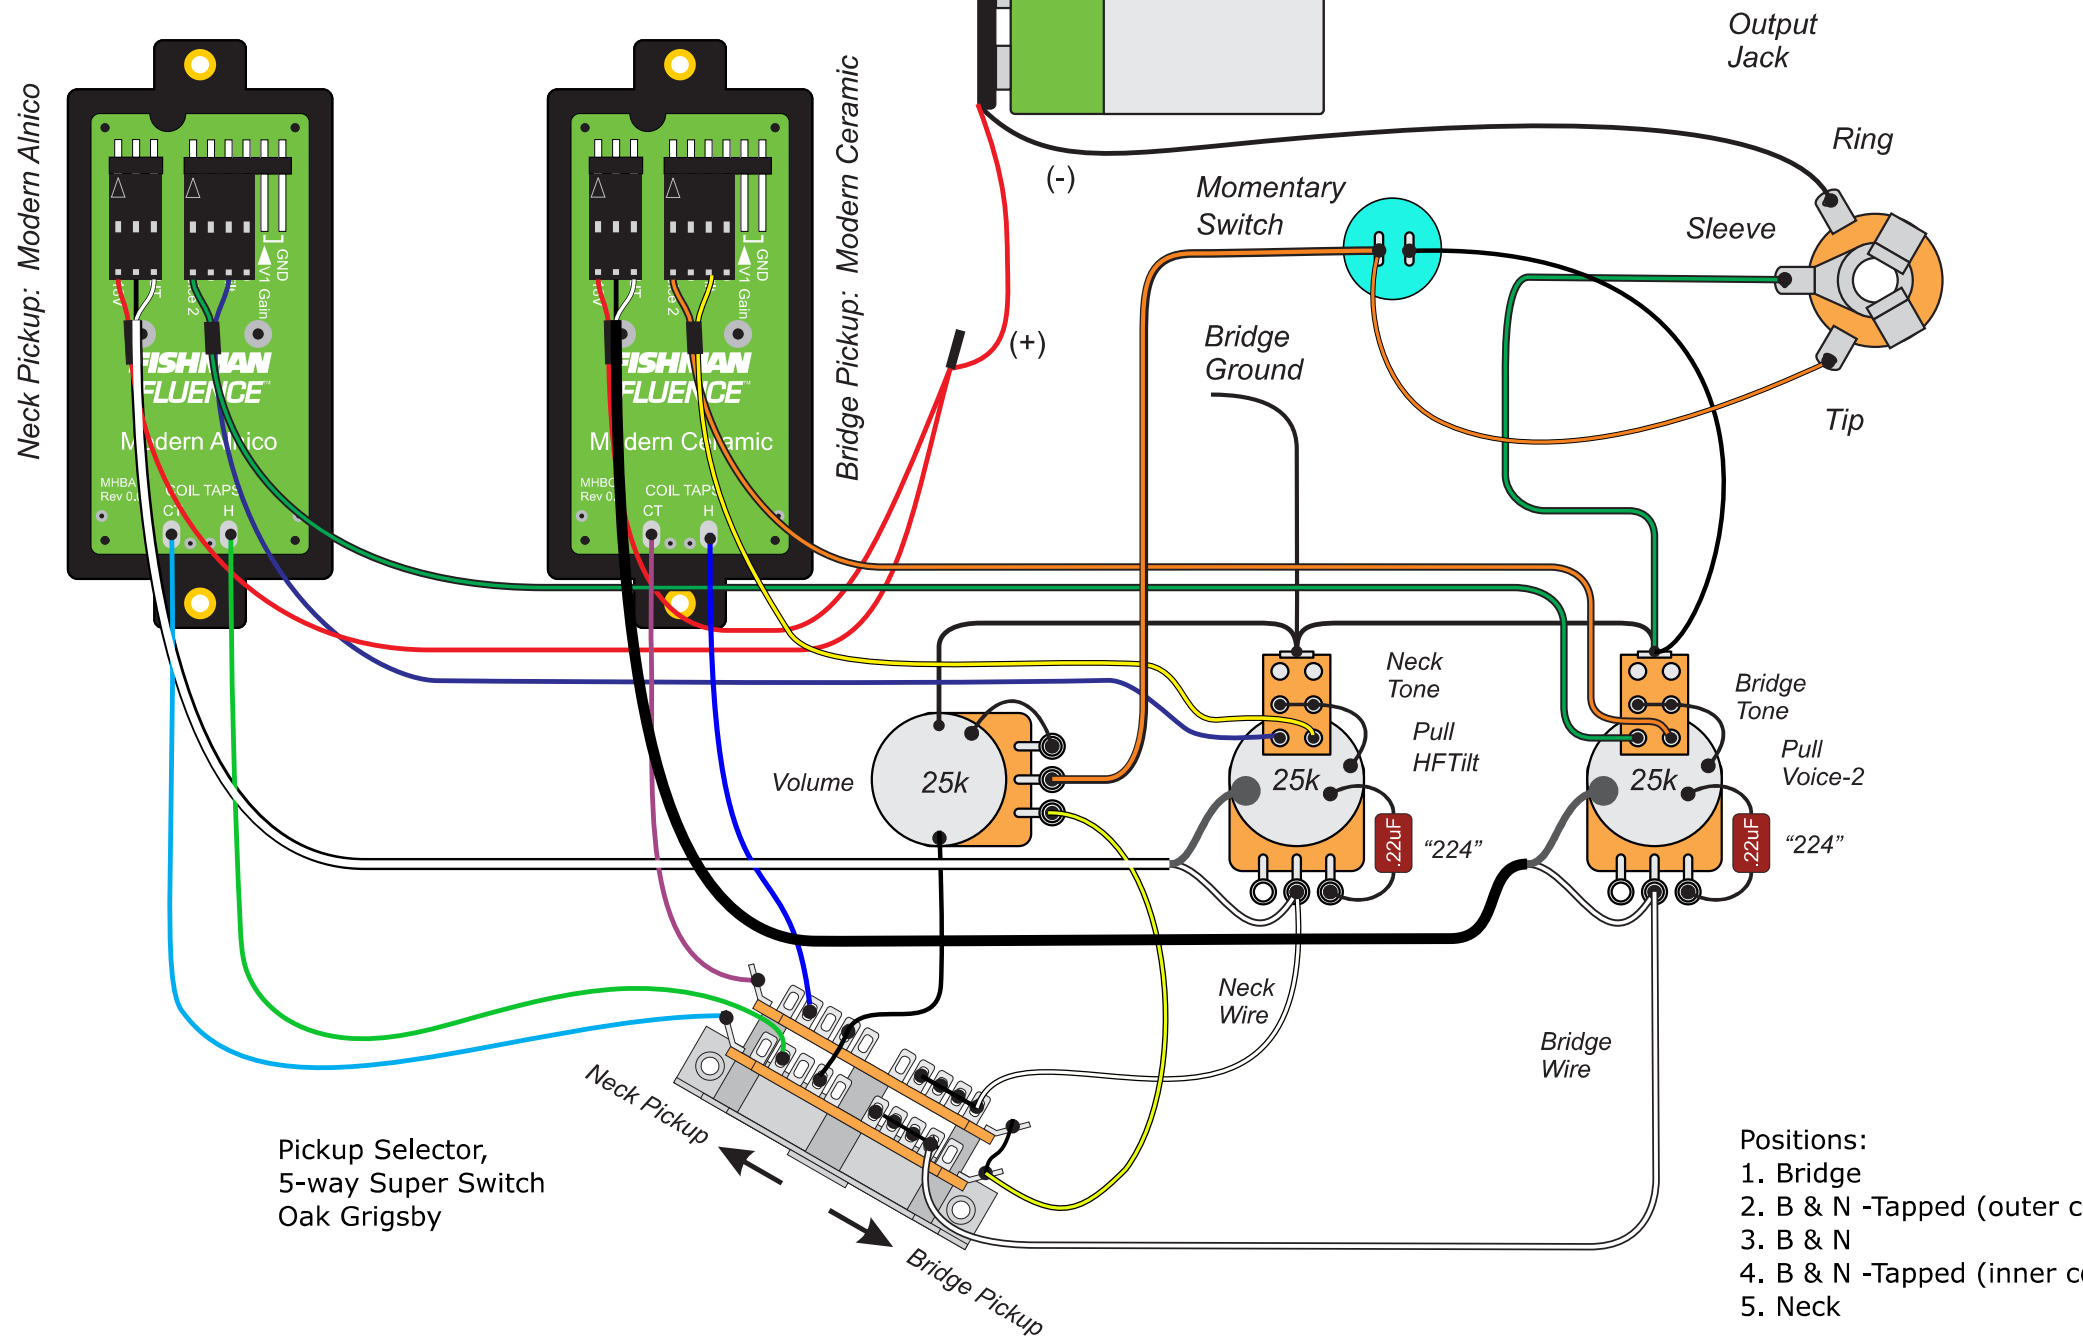 Output
Jack
Neck Pickup: Modern Alnico
Bridge Pickup: Modern Ceramic
Ring
(-)
Momentary
Switch
Sleeve
GND
V1 Gain
GND
V1 Gain
(+)
Bridge
Ground
FISHMAN
FLUENCE™
FISHMAN
FLUENCE™
Tip
Modern Alnico
Modern Ceramic
COIL TAPS
CT H
COIL TAPS
CT H
Neck
Tone
Pull
HFTilt
Bridge
Tone
Pull
Voice-2
Volume
25k
25k
25k
.22uF
“224”
.22uF
“224”
Neck
Wire
Bridge
Wire
Neck Pickup
Bridge Pickup
Pickup Selector,
5-way Super Switch
Oak Grigsby
Positions:
1. Bridge
2. B & N -Tapped (outer
3. B & N
4. B & N -Tapped (inner
5. Neck